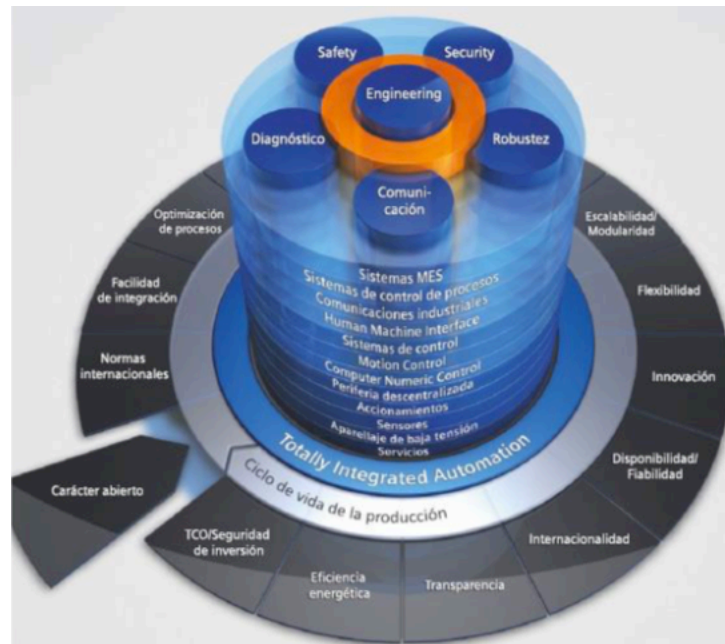 Safety
Security
Engineering
Diagnóstico
Robustez
Comuni-
cación
Sistemas MES
Sistemas de control de procesos
Comunicaciones industriales
Human Machine Interface
Sistemas de control
Motion Control
Computer Numeric Control
Periferia descentralizada
Accionamientos
Sensores
Aparellaje de baja tensión
Servicios
Totally Integrated Automation
Ciclo de vida de la producción
Optimización
de procesos
Facilidad
de integración
Normas
internacionales
Carácter abierto
TCO/Seguridad
de inversión
Eficiencia
energética
Transparencia
Internacionalidad
Disponibilidad/
Fiabilidad
Innovación
Flexibilidad
Escalabilidad/
Modularidad